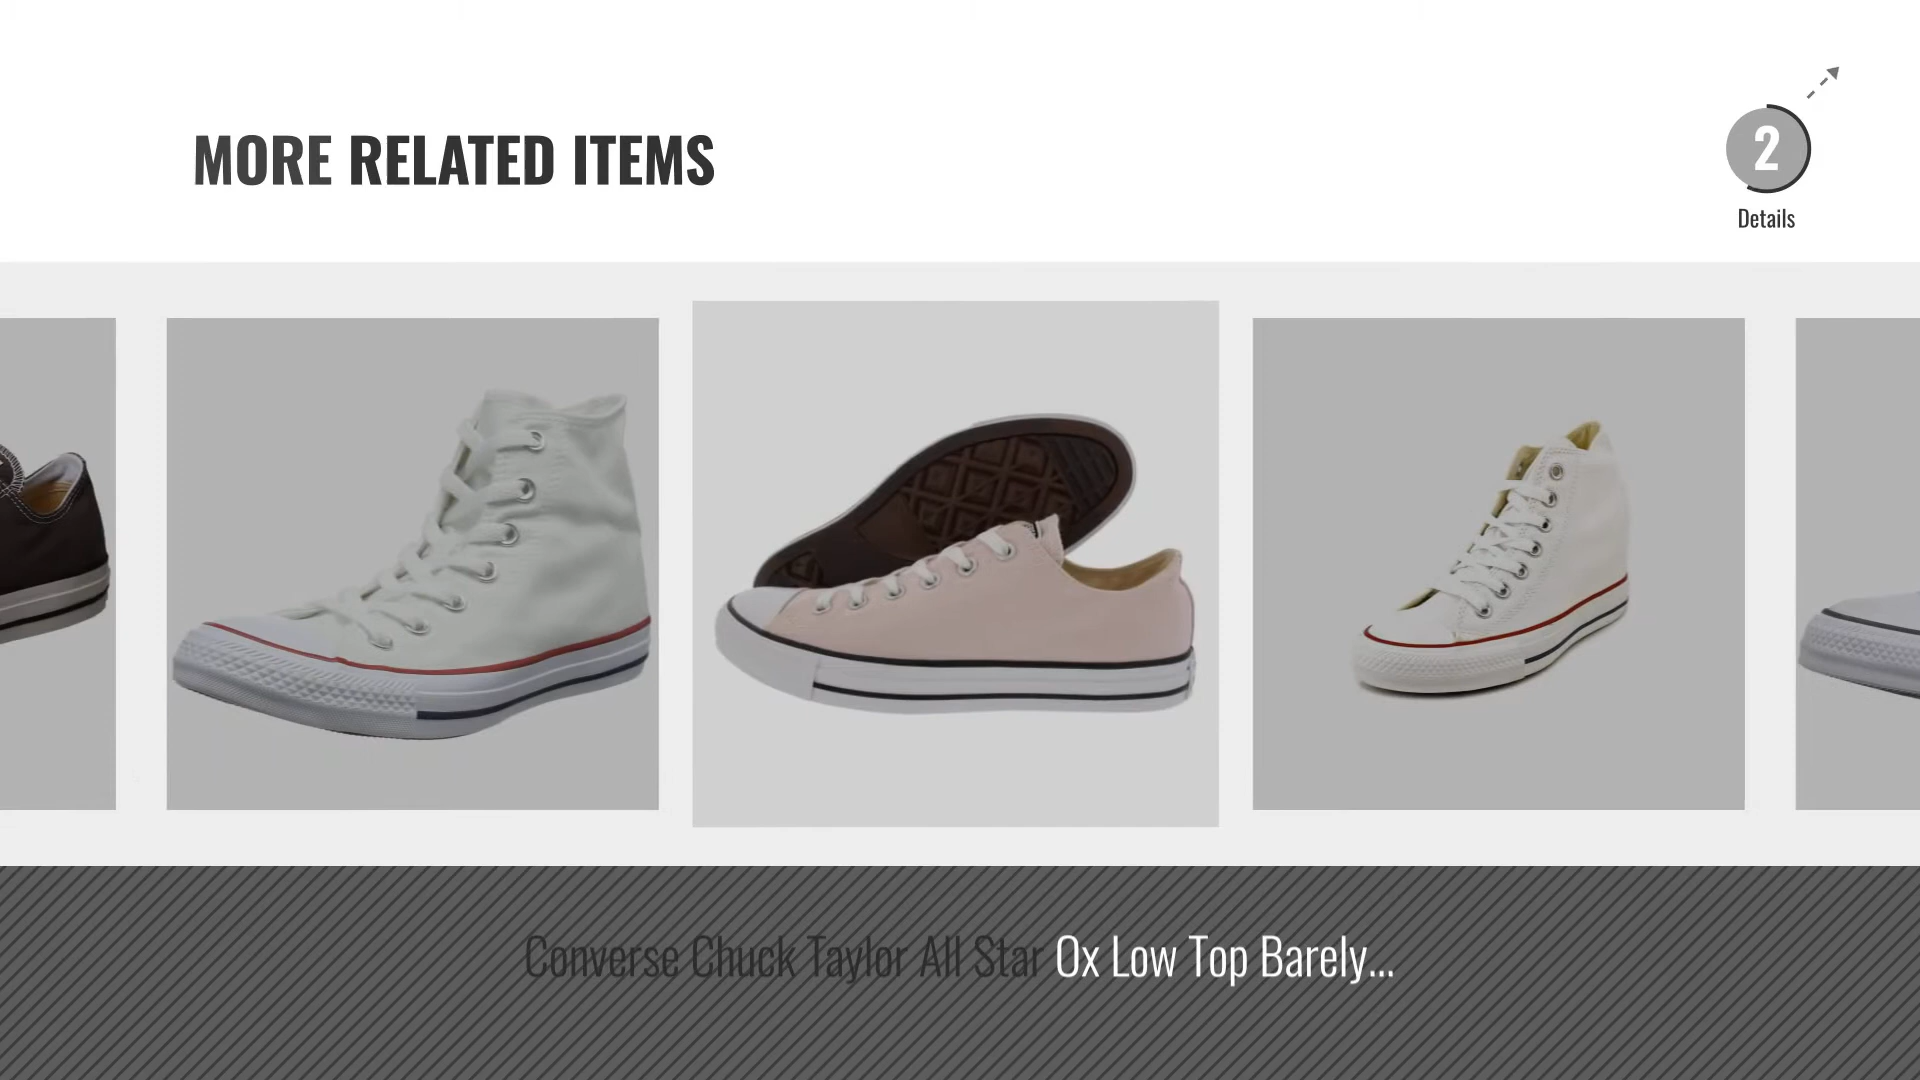 MORE RELATED ITEMS
2
Details
Converse Chuck Taylor All Star Ox Low Top Barely...